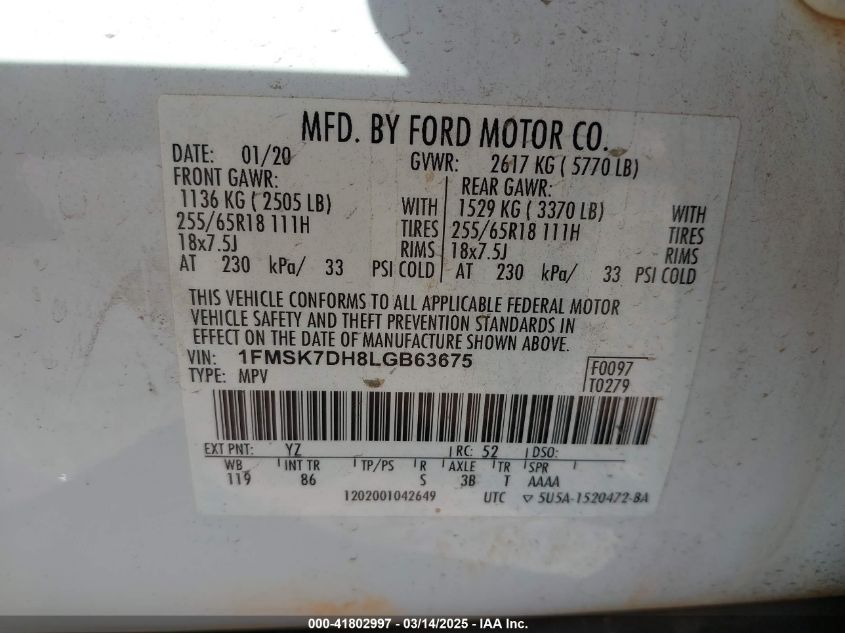 MFD. BY FORD MOTOR CO.
DATE: 01/20 GVWR: 2617 KG ( 5770 LB)
FRONT GAWR: REAR GAWR:
1136 KG ( 2505 LB) WITH 1529 KG ( 3370 LB) WITH
255/65R18 111H TIRES 255/65R18 111H TIRES
18x7.5J RIMS 18x7.5J RIMS
AT 230 kPa/ 33 PSI COLD AT 230 kPa/ 33 PSI COLD
THIS VEHICLE CONFORMS TO ALL APPLICABLE FEDERAL MOTOR
VEHICLE SAFETY AND THEFT PREVENTION STANDARDS IN
EFFECT ON THE DATE OF MANUFACTURE SHOWN ABOVE.
VIN: 1FMSK7DH8LGB63675 F0097
TYPE: MPV T0279
EXT PNT: YZ RC: 52 DSO:
WB INT TR TP/PS R AXLE TR SPR
119 86 S 3B T AAAA
1202001042649 UTC ▽ 5U5A-1520472-BA
000-41802997 - 03/14/2025 - IAA Inc.